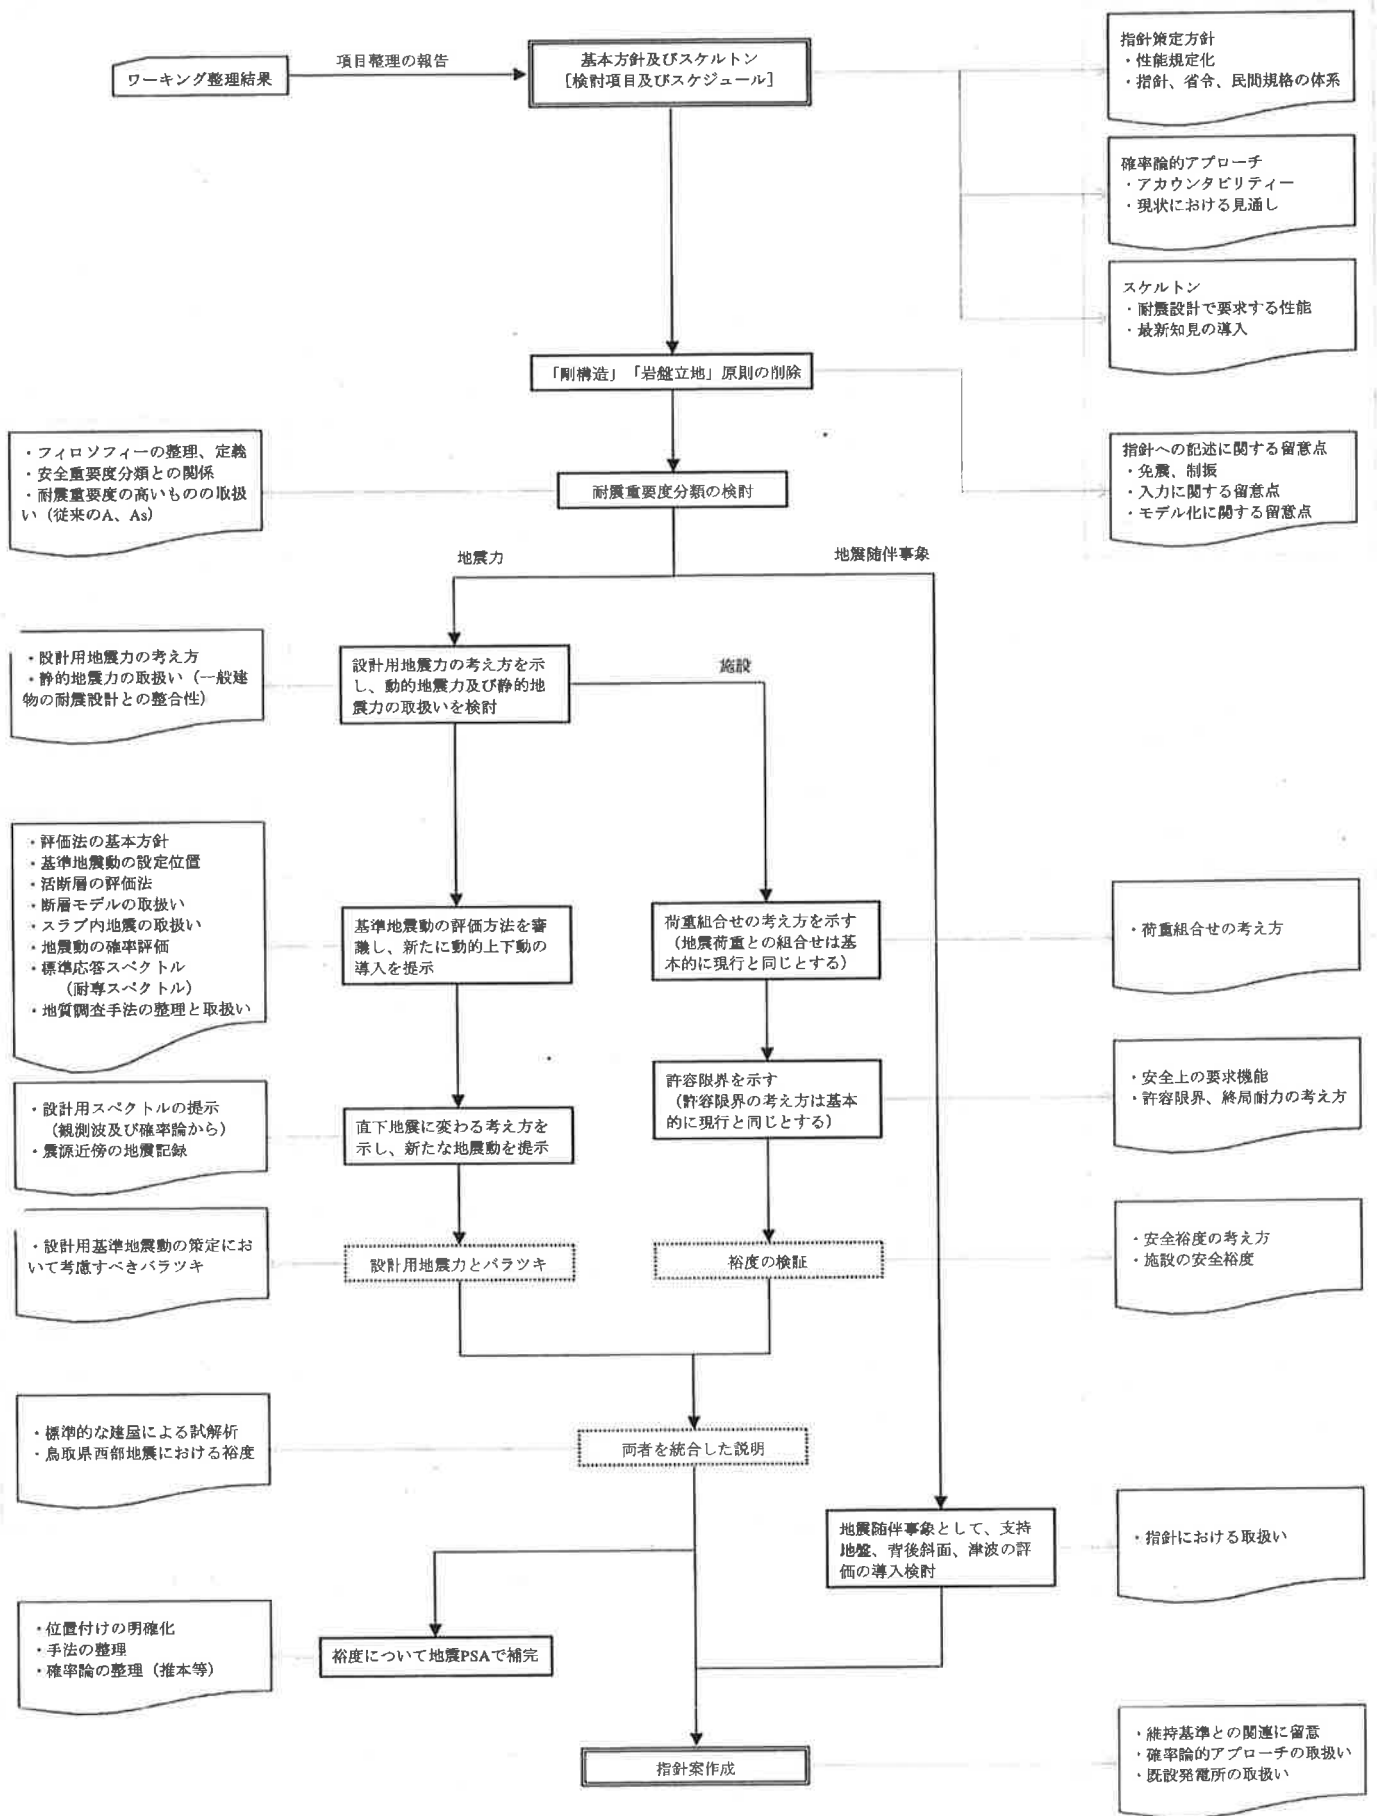 ワーキング整理結果
項目整理の報告
基本方針及びスケルトン
[検討項目及びスケジュール]
指針策定方針
・性能規定化
・指針、省令、民間規格の体系
確率論的アプローチ
・アカウンタビリティー
・現状における見通し
スケルトン
・耐震設計で要求する性能
・最新知見の導入
「剛構造」「岩盤立地」原則の削除
指針への記述に関する留意点
・免震、制振
・入力に関する留意点
・モデル化に関する留意点
・フィロソフィーの整理、定義
・安全重要度分類との関係
・耐震重要度の高いものの取扱
い（従来のA、As）
耐震重要度分類の検討
地震力
地震随伴事象
・設計用地震力の考え方
・静的地震力の取扱い（一般建
物の耐震設計との整合性）
設計用地震力の考え方を示
し、動的地震力及び静的地
震力の取扱いを検討
施設
・評価法の基本方針
・基準地震動の設定位置
・活断層の評価法
・断層モデルの取扱い
・スラブ内地震の取扱い
・地震動の確率評価
・標準応答スペクトル
（耐専スペクトル）
・地質調査手法の整理と取扱い
基準地震動の評価方法を審
議し、新たに動的上下動の
導入を提示
荷重組合せの考え方を示す
（地震荷重との組合せは基
本的に現行と同じとする）
・荷重組合せの考え方
・設計用スペクトルの提示
（観測波及び確率論から）
・震源近傍の地震記録
直下地震に変わる考え方を
示し、新たな地震動を提示
許容限界を示す
（許容限界の考え方は基本
的に現行と同じとする）
・安全上の要求機能
・許容限界、終局耐力の考え方
・設計用基準地震動の策定にお
いて考慮すべきバラツキ
設計用地震力とバラツキ
裕度の検証
・安全裕度の考え方
・施設の安全裕度
・標準的な建屋による試解析
・鳥取県西部地震における裕度
両者を統合した説明
地震随伴事象として、支持
地盤、背後斜面、津波の評
価の導入検討
・指針における取扱い
・位置付けの明確化
・手法の整理
・確率論の整理（推本等）
裕度について地震PSAで補完
指針案作成
・維持基準との関連に留意
・確率論的アプローチの取扱い
・既設発電所の取扱い